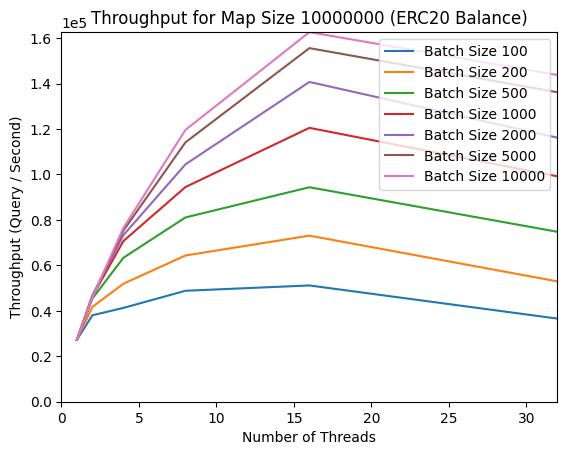 Throughput for Map Size 10000000 (ERC20 Balance)
1e5
1.6
1.4
1.2
1.0
0.8
0.6
0.4
0.2
0.0
Throughput (Query / Second)
Batch Size 100
Batch Size 200
Batch Size 500
Batch Size 1000
Batch Size 2000
Batch Size 5000
Batch Size 10000
0 5 10 15 20 25 30
Number of Threads